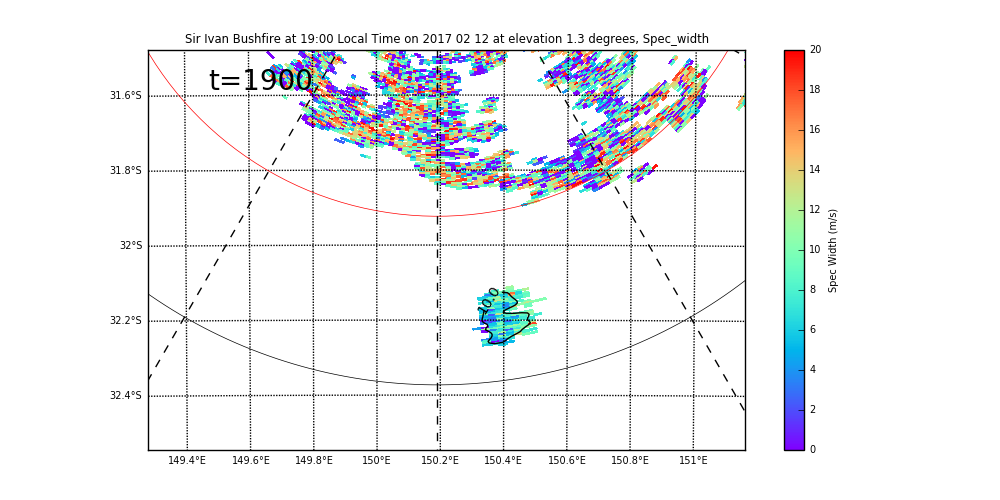 Sir Ivan Bushfire at 19:00 Local Time on 2017 02 12 at elevation 1.3 degrees, Spec_width
t=1900
31.6°S
31.8°S
32°S
32.2°S
32.4°S
149.4°E 149.6°E 149.8°E 150°E 150.2°E 150.4°E 150.6°E 150.8°E 151°E
20
18
16
14
12
10
8
6
4
2
0
Spec Width (m/s)